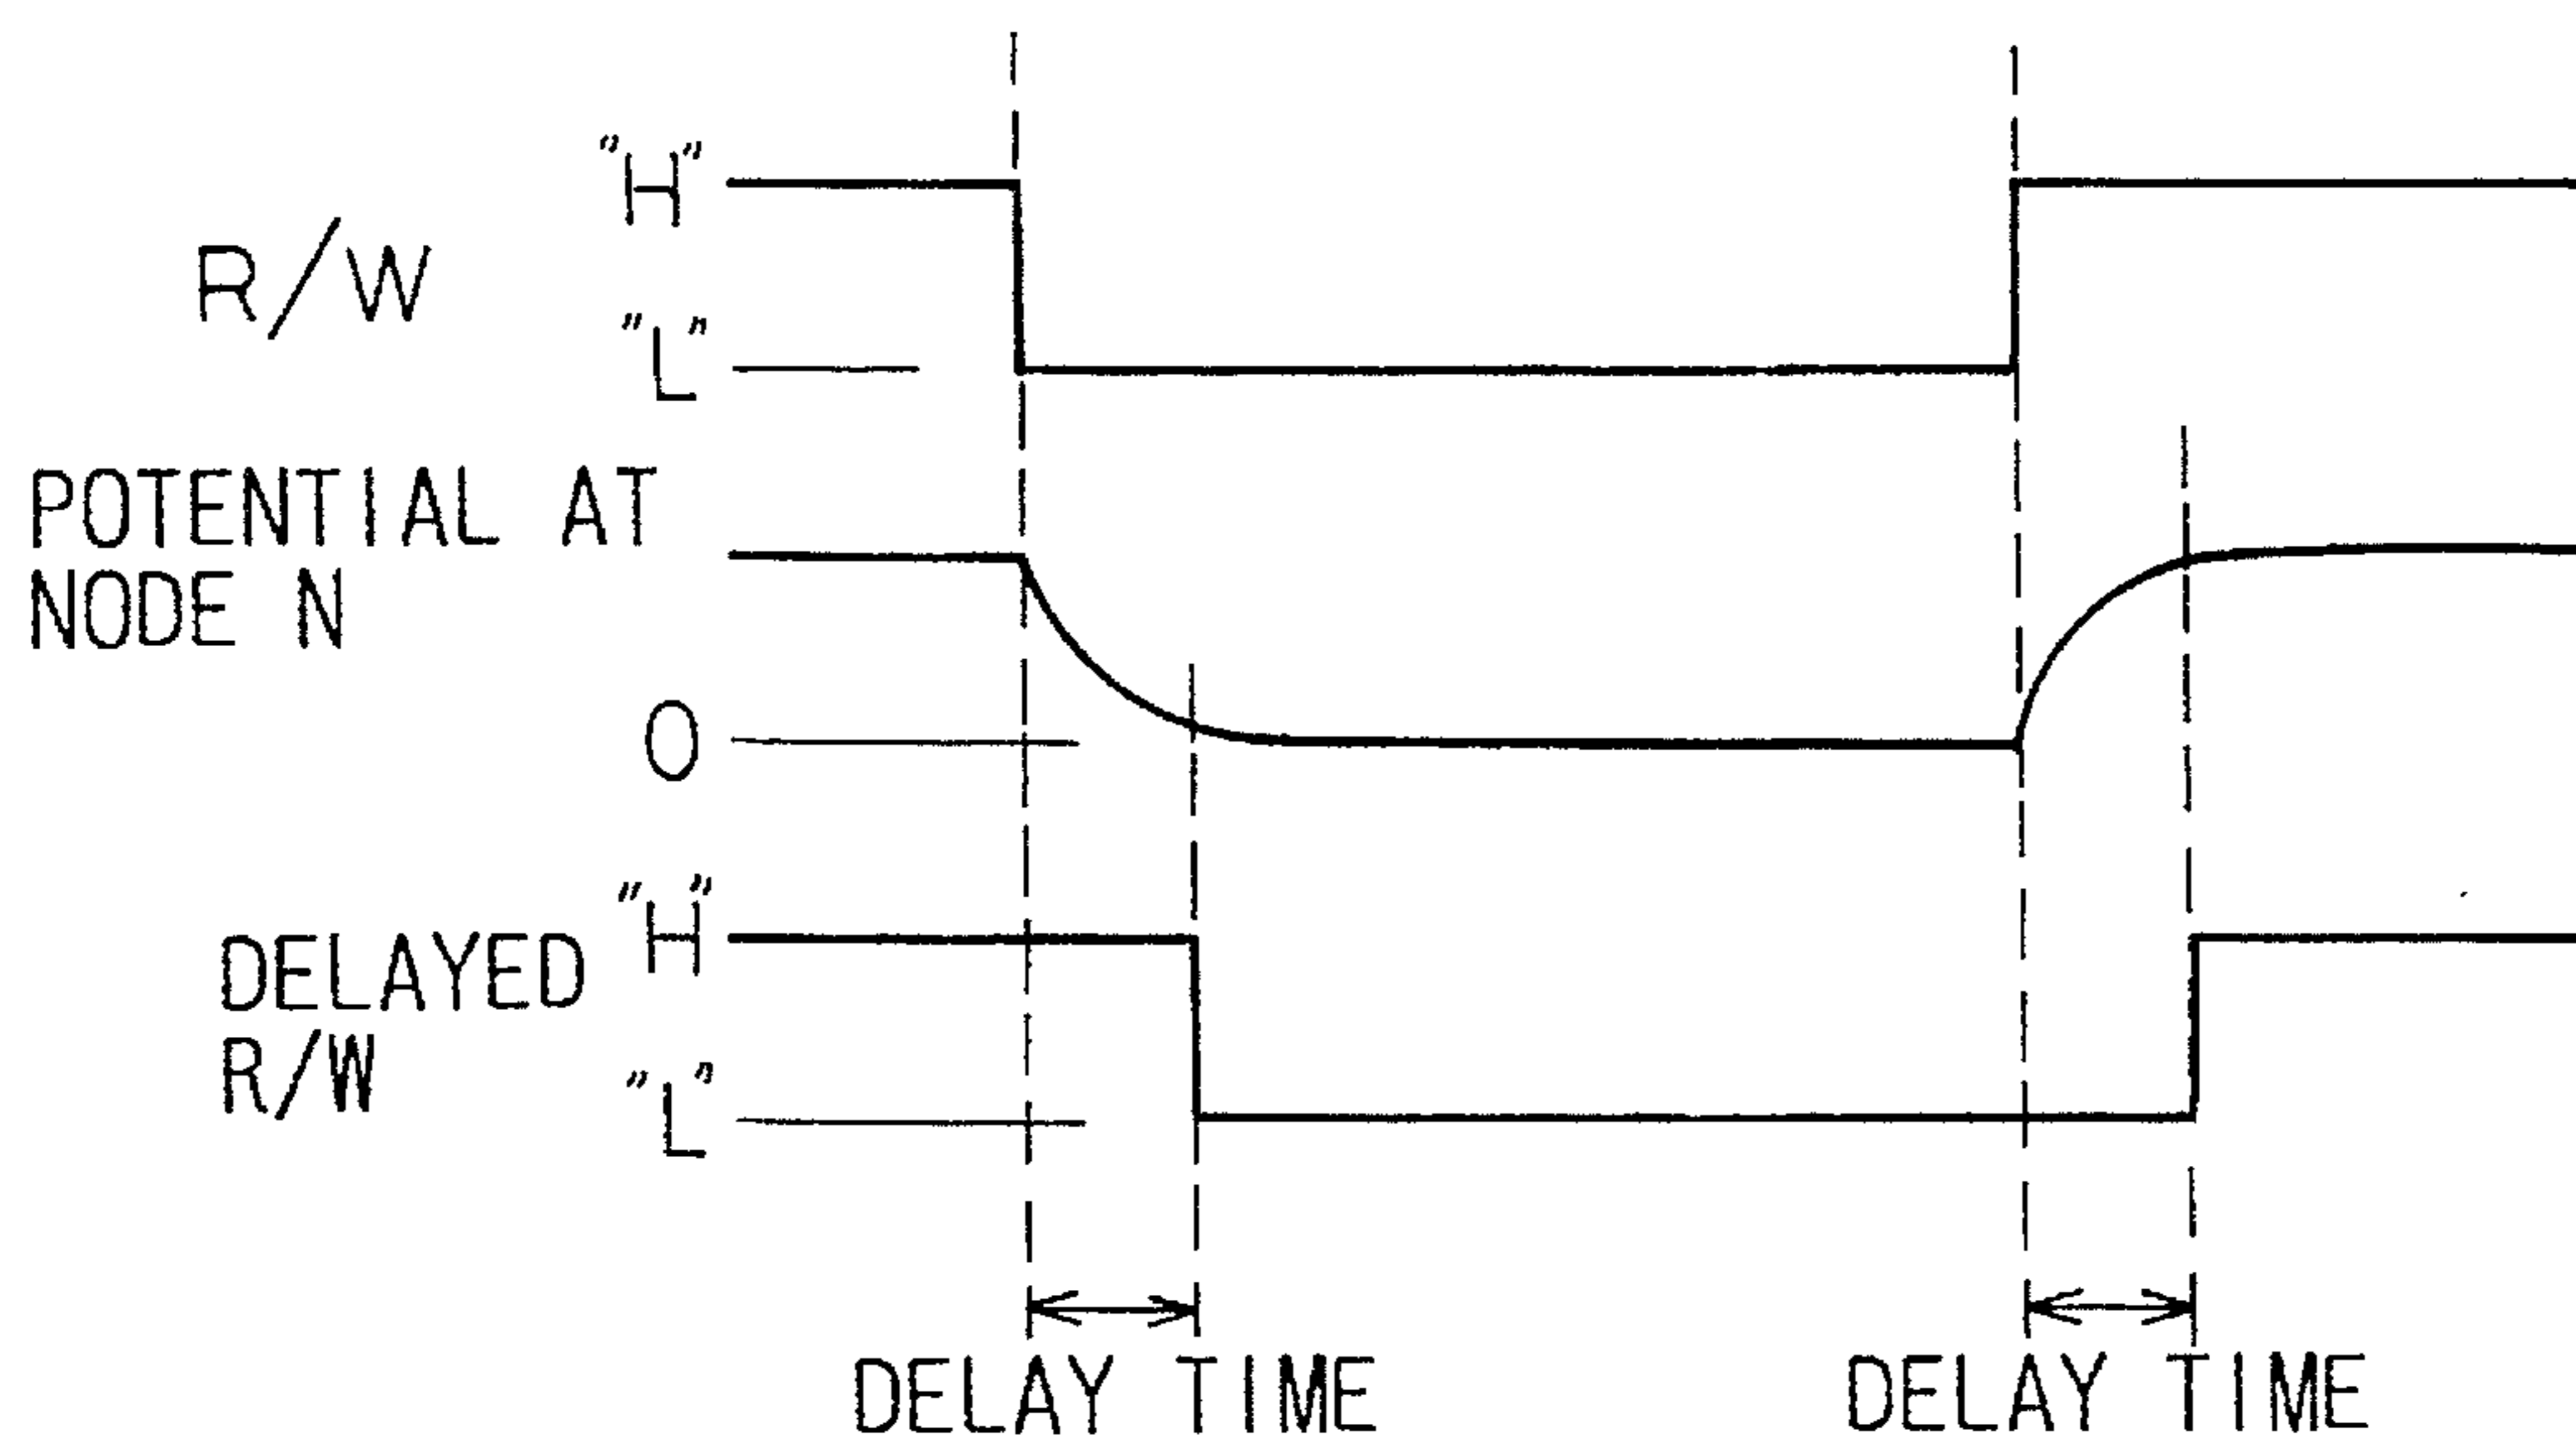 "H"
R/W
"L"
POTENTIAL AT
NODE N
0
"H"
DELAYED
R/W
"L"
DELAY TIME
DELAY TIME